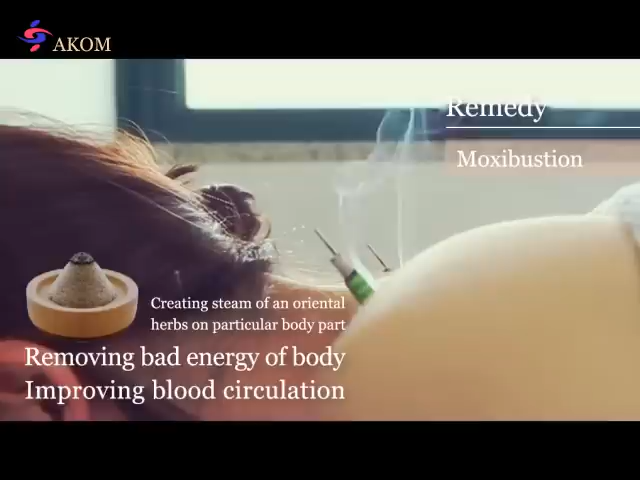 AKOM
Remedy
Moxibustion
Creating steam of an oriental
herbs on particular body part
Removing bad energy of body
Improving blood circulation